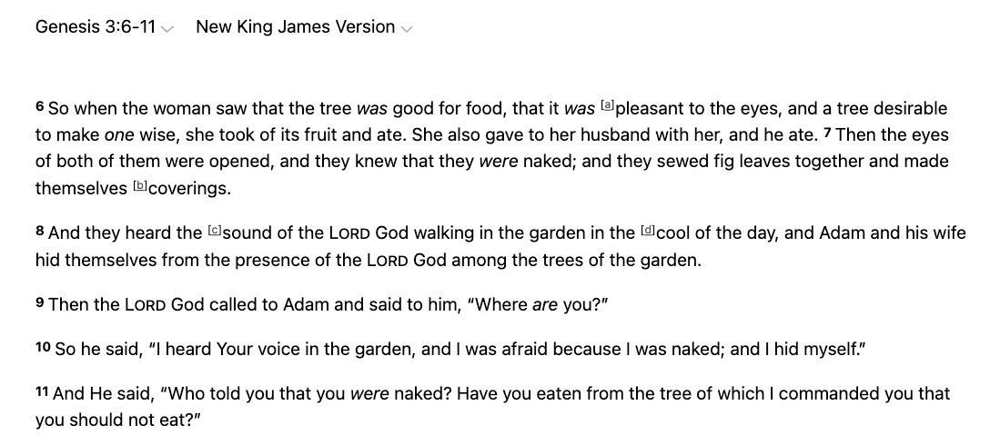 Genesis 3:6-11 New King James Version
6 So when the woman saw that the tree was good for food, that it was [a]pleasant to the eyes, and a tree desirable
to make one wise, she took of its fruit and ate. She also gave to her husband with her, and he ate. 7 Then the eyes
of both of them were opened, and they knew that they were naked; and they sewed fig leaves together and made
themselves [b]coverings.
8 And they heard the [c]sound of the LORD God walking in the garden in the [d]cool of the day, and Adam and his wife
hid themselves from the presence of the LORD God among the trees of the garden.
9 Then the LORD God called to Adam and said to him, “Where are you?”
10 So he said, “I heard Your voice in the garden, and I was afraid because I was naked; and I hid myself.”
11 And He said, “Who told you that you were naked? Have you eaten from the tree of which I commanded you that
you should not eat?”